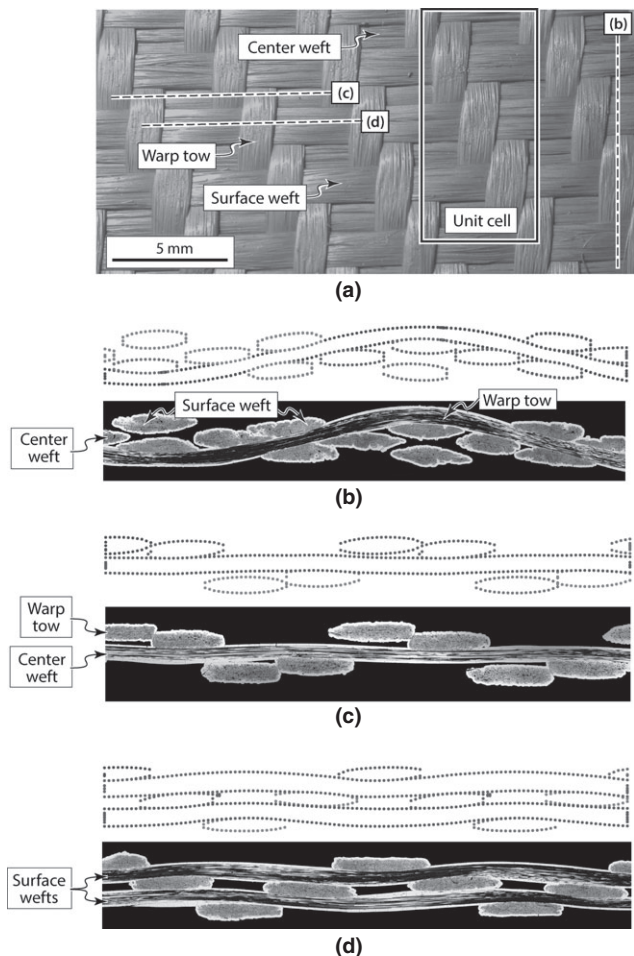 Center weft
(b)
(c)
(d)
Warp tow
Surface weft
Unit cell
5 mm
(a)
Surface weft
Warp tow
Center
weft
(b)
Warp
tow
Center
weft
(c)
Surface
wefts
(d)